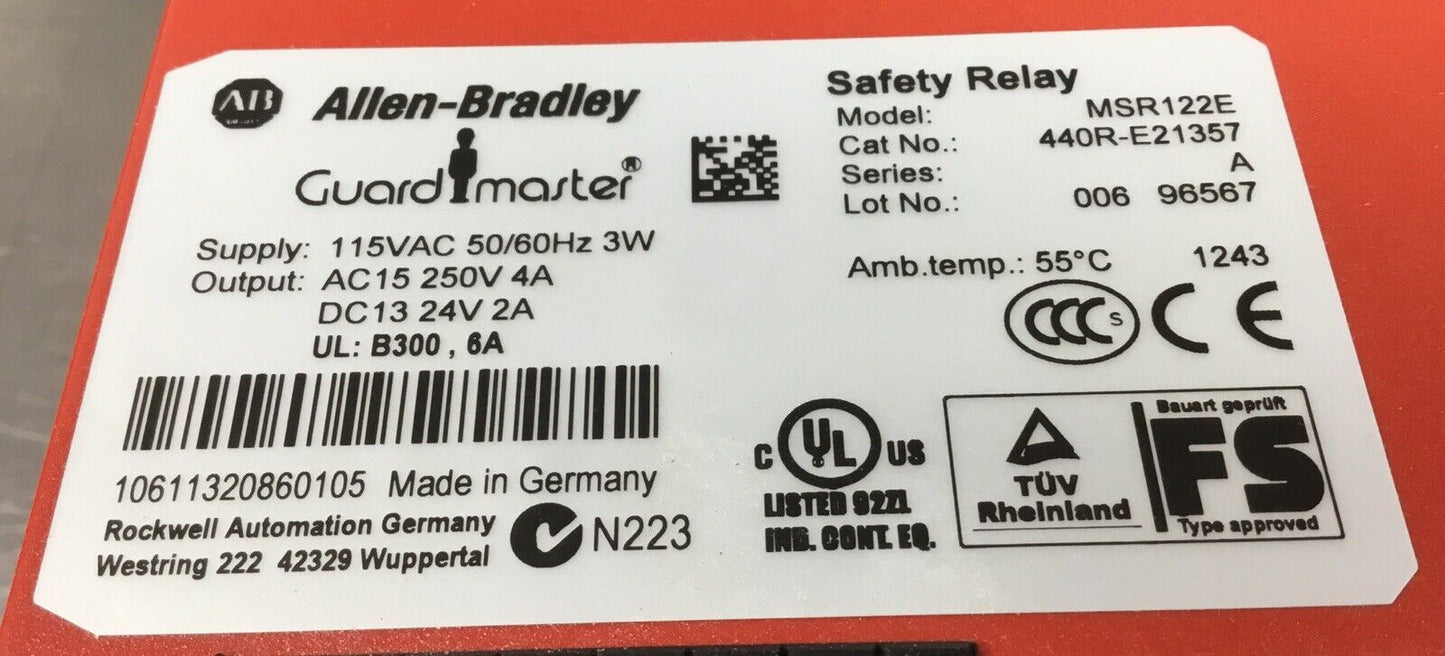 AB
Allen-Bradley
Guardmaster®
Supply: 115VAC 50/60Hz 3W
Output: AC15 250V 4A
DC13 24V 2A
UL: B300 , 6A
10611320860105 Made in Germany
Rockwell Automation Germany
Westring 222 42329 Wuppertal
N223
Safety Relay
Model: MSR122E
Cat No.: 440R-E21357
Series: A
Lot No.: 006 96567
Amb.temp.: 55°C 1243
CCC S CE
C UL US
LISTED 92ZL
IND. CONT. EQ.
TÜV
Rheinland
Bauart geprüft
FS
Type approved